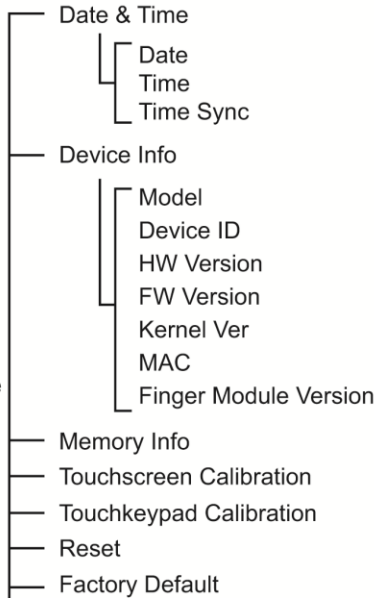 Date & Time
Date
Time
Time Sync
Device Info
Model
Device ID
HW Version
FW Version
Kernel Ver
MAC
Finger Module Version
Memory Info
Touchscreen Calibration
Touchkeypad Calibration
Reset
Factory Default